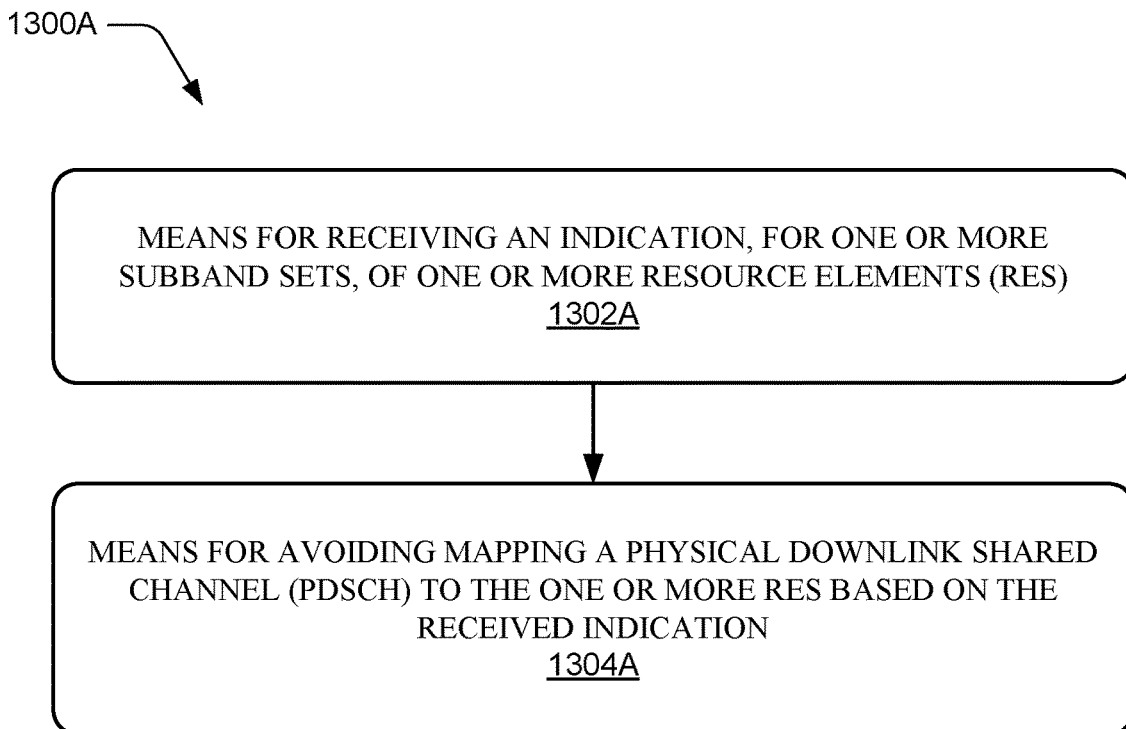 1300A
MEANS FOR RECEIVING AN INDICATION, FOR ONE OR MORE
SUBBAND SETS, OF ONE OR MORE RESOURCE ELEMENTS (RES)
1302A
MEANS FOR AVOIDING MAPPING A PHYSICAL DOWNLINK SHARED
CHANNEL (PDSCH) TO THE ONE OR MORE RES BASED ON THE
RECEIVED INDICATION
1304A